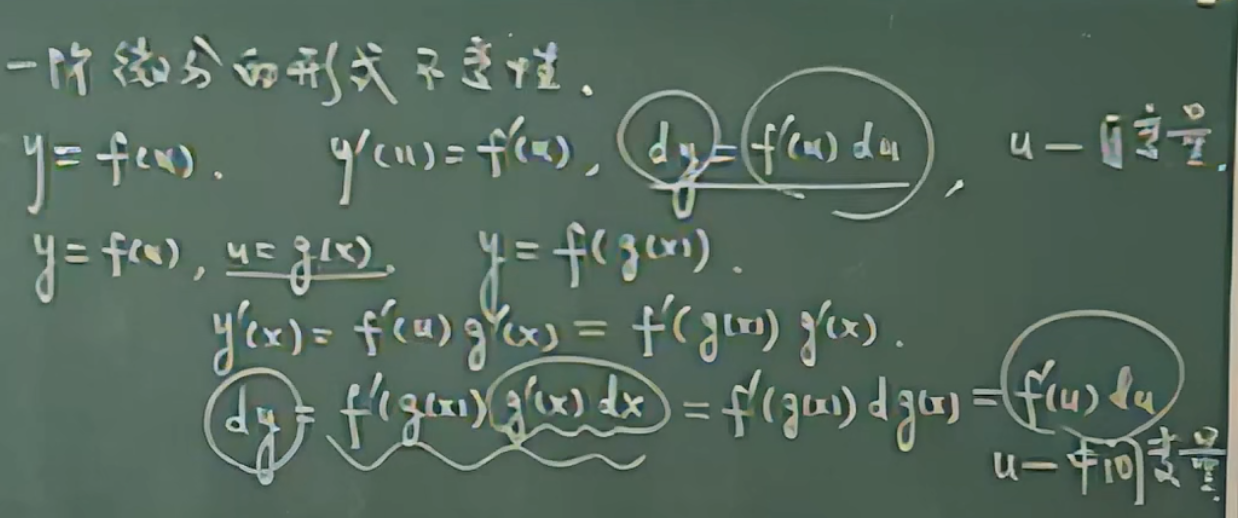 一阶微分的形式不变性.
y = f(u). y'(u) = f'(u), dy = f'(u) du, u — 自变量.
y = f(u), u = g(x). y = f(g(x)).
y'(x) = f'(u) g'(x) = f'(g(x)) g'(x).
dy = f'(g(x)) g'(x) dx = f'(g(x)) dg(x) = f'(u) du
u — 中间变量.